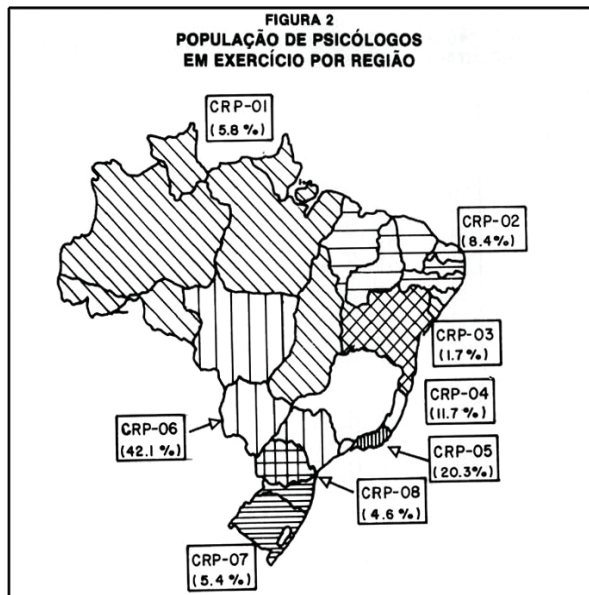 FIGURA 2
POPULAÇÃO DE PSICÓLOGOS
EM EXERCÍCIO POR REGIÃO
CRP-01
(5.8 %)
CRP-02
(8.4%)
CRP-03
(1.7%)
CRP-04
(11.7%)
CRP-05
(20.3%)
CRP-06
(42.1 %)
CRP-08
(4.6 %)
CRP-07
(5.4 %)